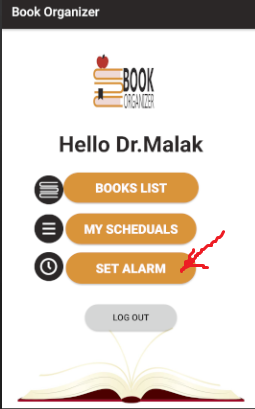 Book Organizer
BOOK
ORGANIZER
Hello Dr.Malak
BOOKS LIST
MY SCHEDUALS
SET ALARM
LOG OUT